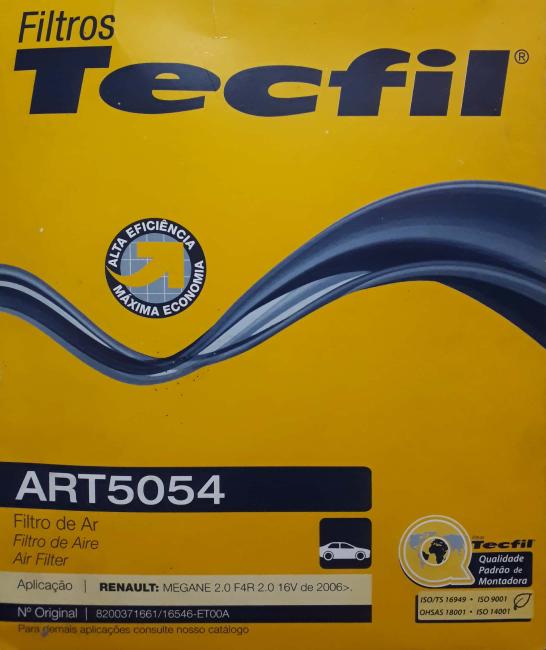 Filtros
Tecfil®
ALTA EFICIÊNCIA
MÁXIMA ECONOMIA
ART5054
Filtro de Ar
Filtro de Aire
Air Filter
Aplicação | RENAULT: MEGANE 2.0 F4R 2.0 16V de 2006>.
Nº Original | 8200371661/16546-ET00A
Para demais aplicações consulte nosso catálogo
Filtros
Tecfil
Qualidade
Padrão de
Montadora
ISO/TS 16949 • ISO 9001
OHSAS 18001 • ISO 14001